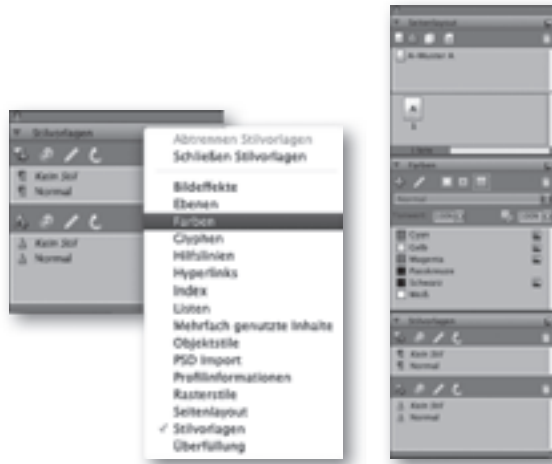 Stilvorlagen
Kein Stil
Normal
Kein Stil
Normal
Abtrennen Stilvorlagen
Schließen Stilvorlagen
Bildeffekte
Ebenen
Farben
Glyphen
Hilfslinien
Hyperlinks
Index
Listen
Mehrfach genutzte Inhalte
Objektstile
PSD Import
Profilinformationen
Rasterstile
Seitenlayout
✓ Stilvorlagen
Überfüllung
Seitenlayout
A-Muster A
A
1
Farben
Normal
Cyan
Gelb
Magenta
Passkreuze
Schwarz
Weiß
Stilvorlagen
Kein Stil
Normal
Kein Stil
Normal